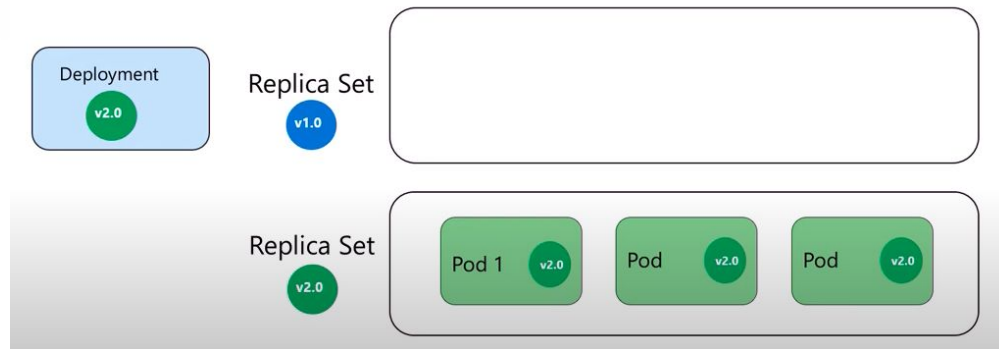 Deployment
v2.0
Replica Set
v1.0
Replica Set
v2.0
Pod 1
v2.0
Pod
v2.0
Pod
v2.0